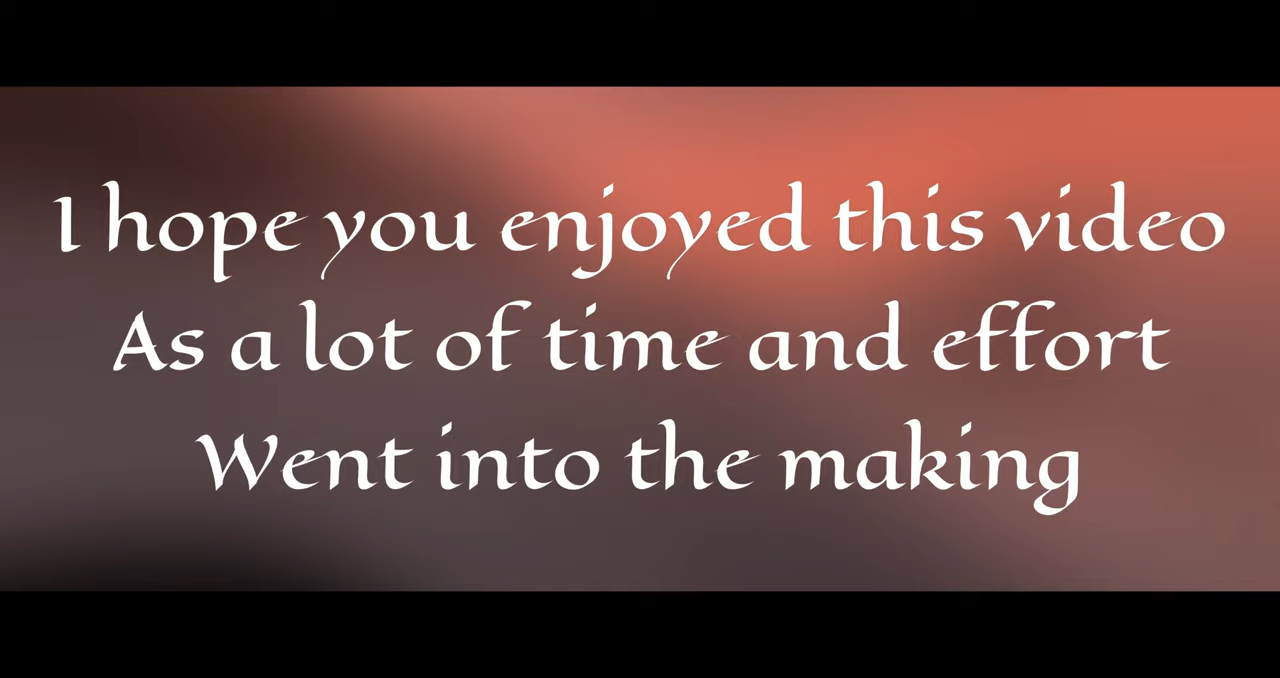 I hope you enjoyed this video
As a lot of time and effort
Went into the making